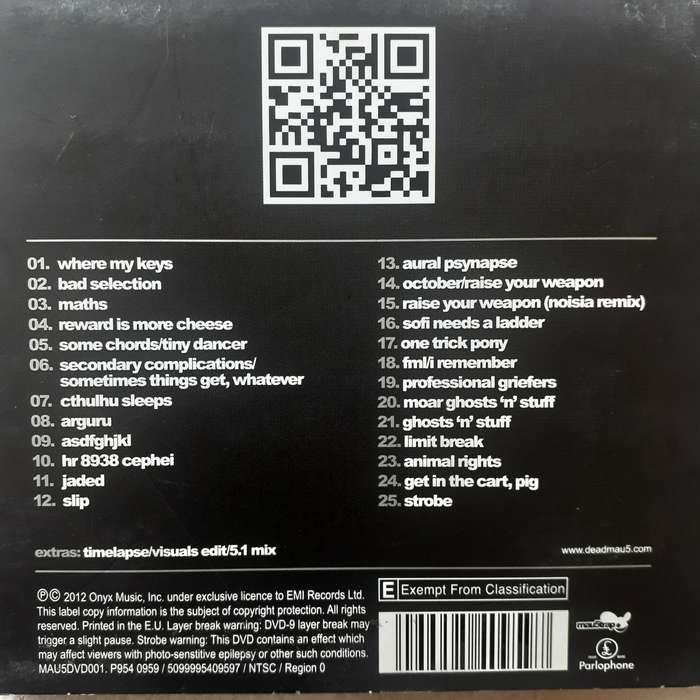 01. where my keys
02. bad selection
03. maths
04. reward is more cheese
05. some chords/tiny dancer
06. secondary complications/
sometimes things get, whatever
07. cthulhu sleeps
08. arguru
09. asdfghjkl
10. hr 8938 cephei
11. jaded
12. slip
13. aural psynapse
14. october/raise your weapon
15. raise your weapon (noisia remix)
16. sofi needs a ladder
17. one trick pony
18. fml/i remember
19. professional griefers
20. moar ghosts ‘n’ stuff
21. ghosts ‘n’ stuff
22. limit break
23. animal rights
24. get in the cart, pig
25. strobe
extras: timelapse/visuals edit/5.1 mix
www.deadmau5.com
℗© 2012 Onyx Music, Inc. under exclusive licence to EMI Records Ltd.
This label copy information is the subject of copyright protection. All rights
reserved. Printed in the E.U. Layer break warning: DVD-9 layer break may
trigger a slight pause. Strobe warning: This DVD contains an effect which
may affect viewers with photo-sensitive epilepsy or other such conditions.
MAU5DVD001. P954 0959 / 5099995409597 / NTSC / Region 0
E Exempt From Classification
mau5trap
Parlophone